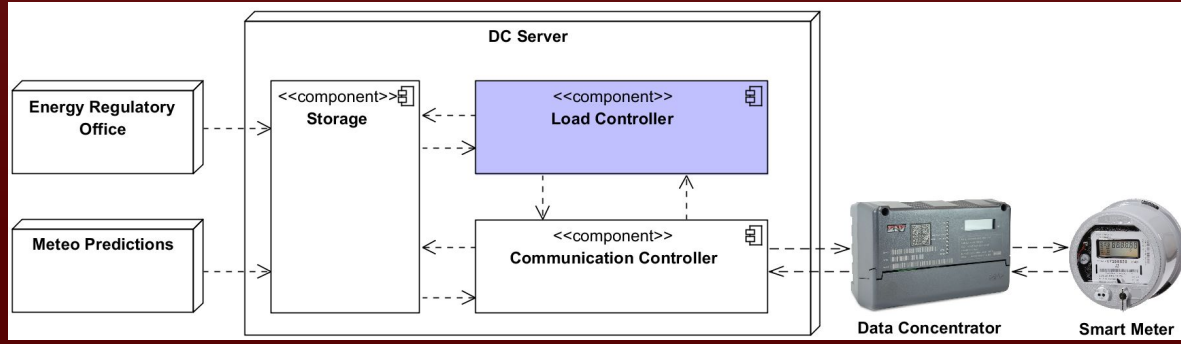 DC Server
Energy Regulatory
Office
Meteo Predictions
<<component>>
Storage
<<component>>
Load Controller
<<component>>
Communication Controller
Data Concentrator
Smart Meter